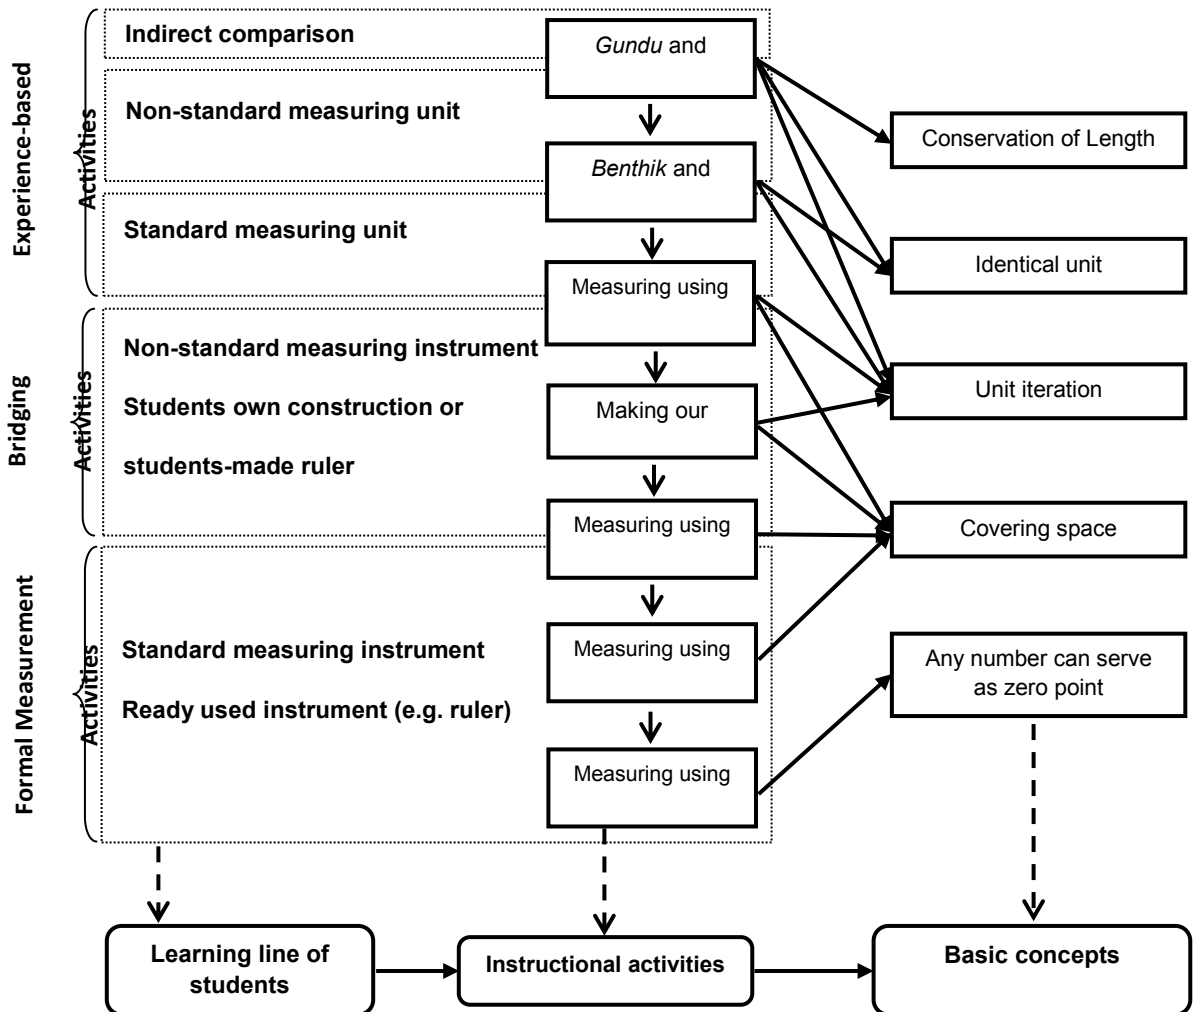 Experience-based
Activities
Indirect comparison
Non-standard measuring unit
Standard measuring unit
Bridging
Activities
Non-standard measuring instrument
Students own construction or
students-made ruler
Formal Measurement
Activities
Standard measuring instrument
Ready used instrument (e.g. ruler)
Gundu and
Benthik and
Measuring using
Making our
Measuring using
Measuring using
Measuring using
Conservation of Length
Identical unit
Unit iteration
Covering space
Any number can serve
as zero point
Learning line of
students
Instructional activities
Basic concepts